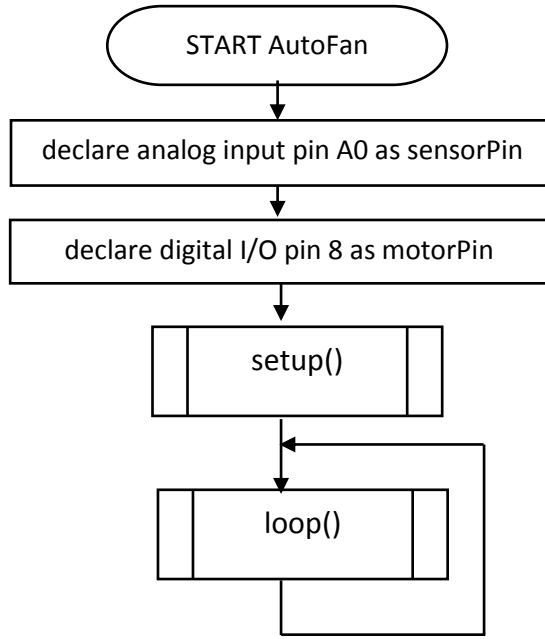 START AutoFan
declare analog input pin A0 as sensorPin
declare digital I/O pin 8 as motorPin
setup()
loop()